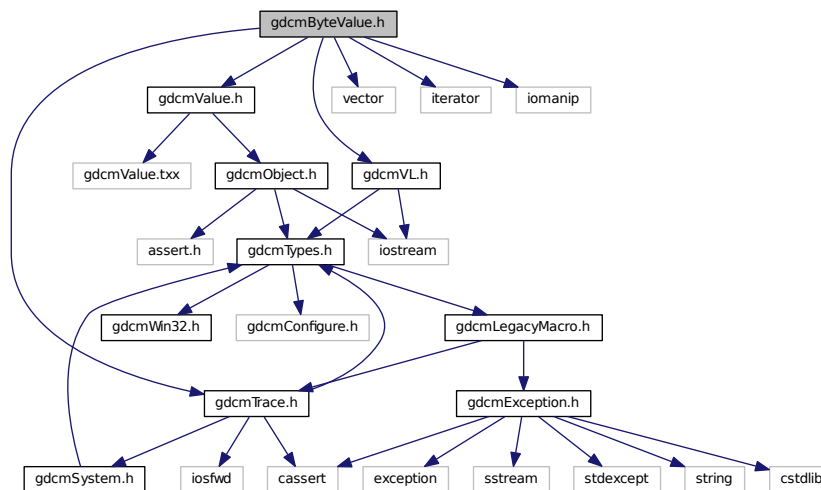 gdcmByteValue.h
gdcmValue.h
vector
iterator
iomanip
gdcmValue.txx
gdcmObject.h
gdcmVL.h
assert.h
gdcmTypes.h
iostream
gdcmWin32.h
gdcmConfigure.h
gdcmLegacyMacro.h
gdcmTrace.h
gdcmException.h
gdcmSystem.h
iosfwd
cassert
exception
sstream
stdexcept
string
cstdlib